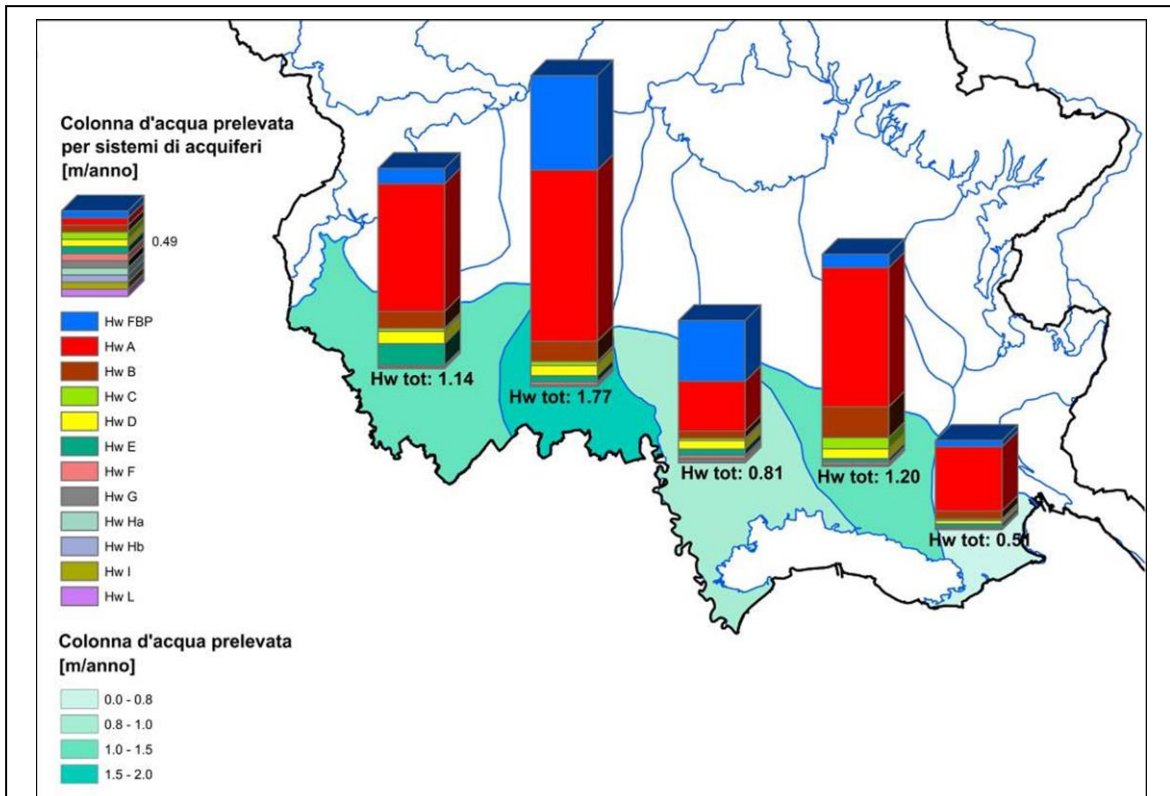 Colonna d'acqua prelevata
per sistemi di acquiferi
[m/anno]
0.49
Hw FBP
Hw A
Hw B
Hw C
Hw D
Hw E
Hw F
Hw G
Hw Ha
Hw Hb
Hw I
Hw L
Colonna d'acqua prelevata
[m/anno]
0.0 - 0.8
0.8 - 1.0
1.0 - 1.5
1.5 - 2.0
Hw tot: 1.14
Hw tot: 1.77
Hw tot: 0.81
Hw tot: 1.20
Hw tot: 0.51